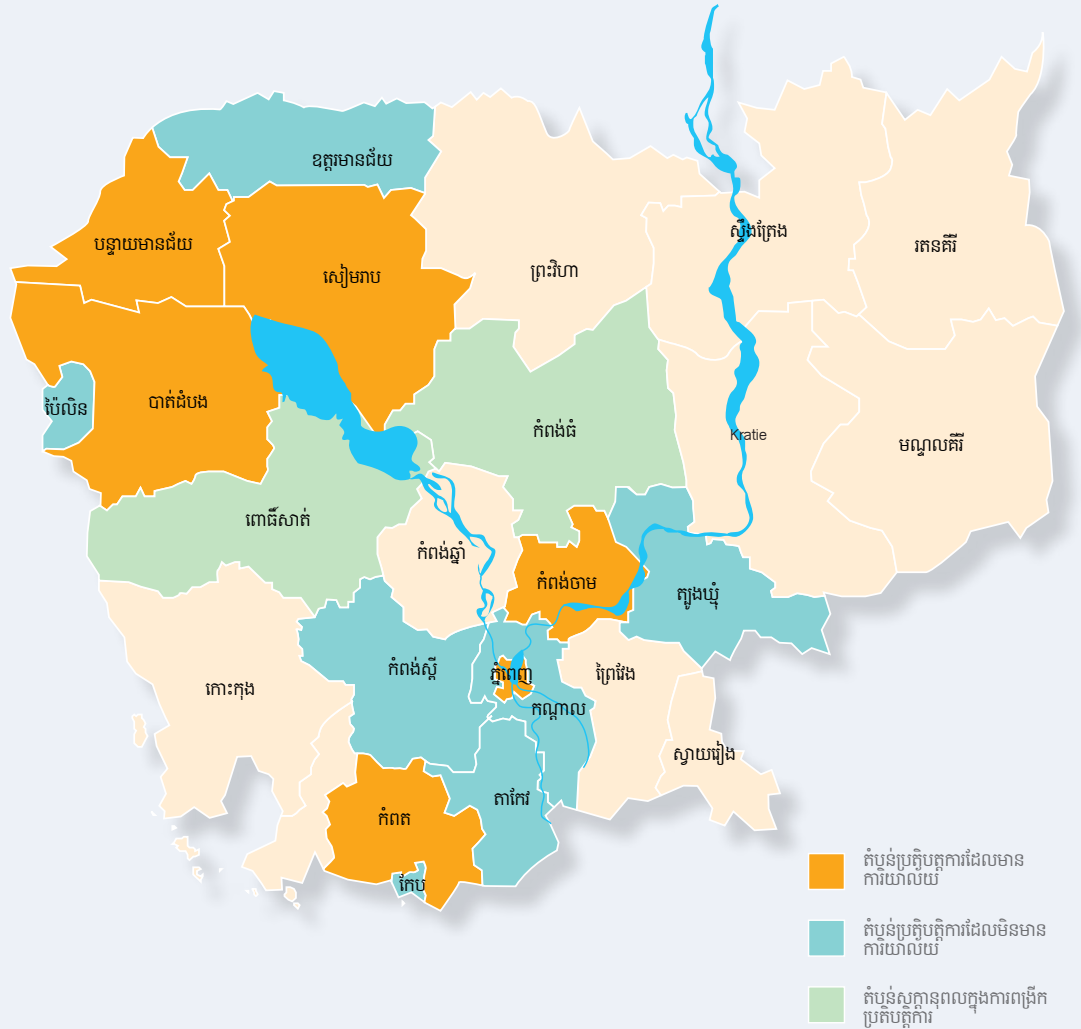 ឧត្តរមានជ័យ
បន្ទាយមានជ័យ
សៀមរាប
ព្រះវិហា
ស្ទឹងត្រែង
រតនគីរី
ប៉ៃលិន
បាត់ដំបង
កំពង់ធំ
Kratie
មណ្ឌលគីរី
ពោធិ៍សាត់
កំពង់ឆ្នាំ
កំពង់ចាម
ត្បូងឃ្មុំ
កោះកុង
កំពង់ស្ពឺ
ភ្នំពេញ
ព្រៃវែង
កណ្តាល
ស្វាយរៀង
តាកែវ
កំពត
កែប
តំបន់ប្រតិបត្តការដែលមាន
ការិយាល័យ
តំបន់ប្រតិបត្តិការដែលមិនមាន
ការិយាល័យ
តំបន់សក្តានុពលក្នុងការពង្រីក
ប្រតិបត្តិការ